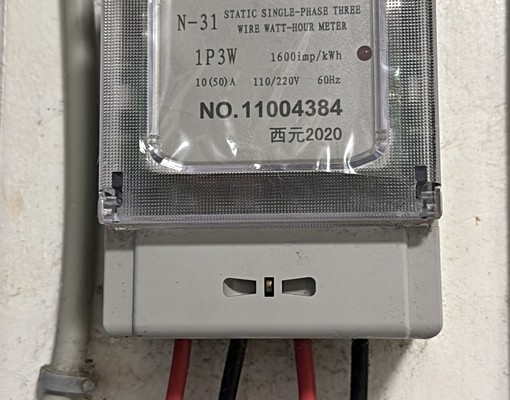 N-31 STATIC SINGLE-PHASE THREE
WIRE WATT-HOUR METER
1P3W 1600imp/kWh
10(50)A 110/220V 60Hz
NO.11004384
西元2020